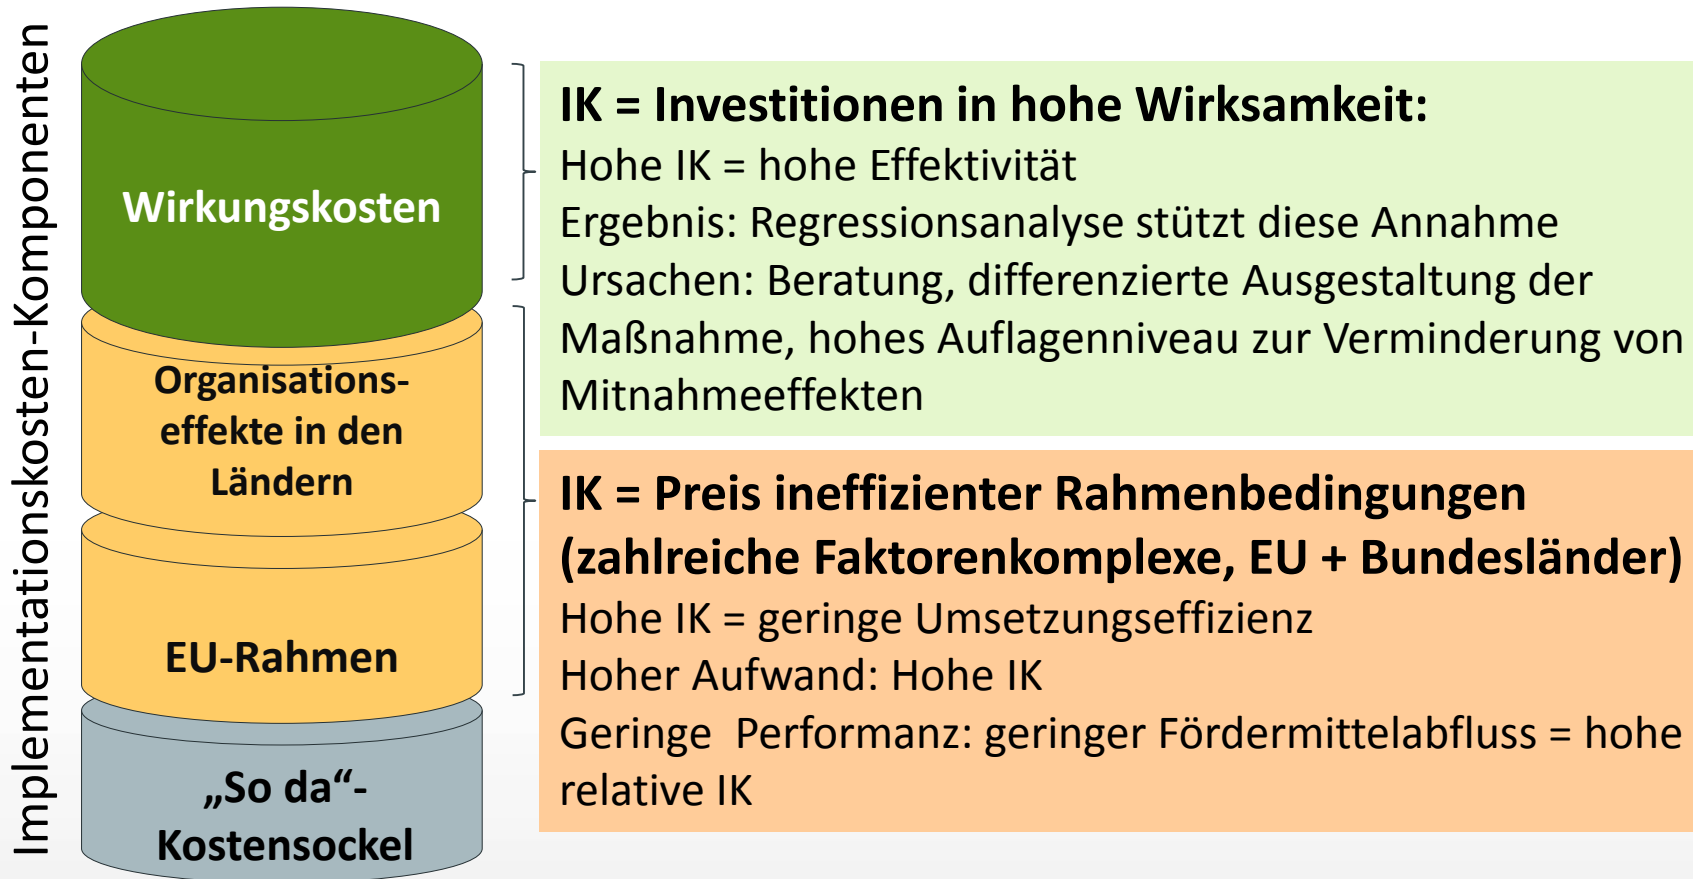 Implementationskosten-Komponenten
Wirkungskosten
Organisations-
effekte in den
Ländern
EU-Rahmen
„So da“-
Kostensockel
IK = Investitionen in hohe Wirksamkeit:
Hohe IK = hohe Effektivität
Ergebnis: Regressionsanalyse stützt diese Annahme
Ursachen: Beratung, differenzierte Ausgestaltung der
Maßnahme, hohes Auflagenniveau zur Verminderung von
Mitnahmeeffekten
IK = Preis ineffizienter Rahmenbedingungen
(zahlreiche Faktorenkomplexe, EU + Bundesländer)
Hohe IK = geringe Umsetzungseffizienz
Hoher Aufwand: Hohe IK
Geringe  Performanz: geringer Fördermittelabfluss = hohe
relative IK